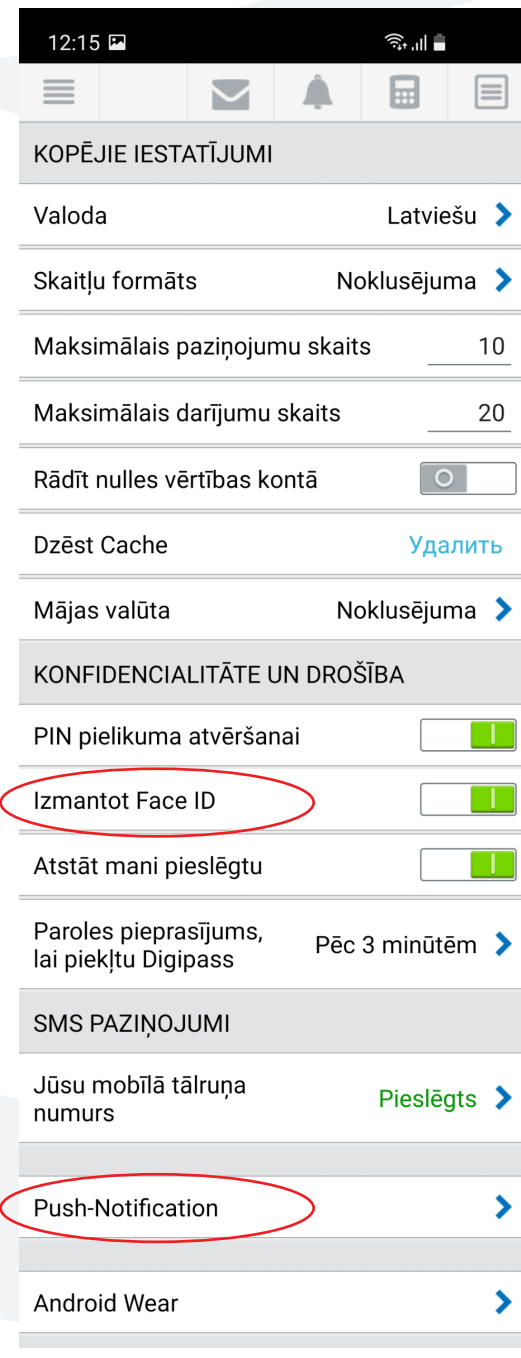 12:15
KOPĒJIE IESTATĪJUMI
Valoda Latviešu
Skaitļu formāts Noklusējuma
Maksimālais paziņojumu skaits 10
Maksimālais darījumu skaits 20
Rādīt nulles vērtības kontā
Dzēst Cache Удалить
Mājas valūta Noklusējuma
KONFIDENCIALITĀTE UN DROŠĪBA
PIN pielikuma atvēršanai
Izmantot Face ID
Atstāt mani pieslēgtu
Paroles pieprasījums,
lai piekļtu Digipass Pēc 3 minūtēm
SMS PAZIŅOJUMI
Jūsu mobīlā tālruņa
numurs Pieslēgts
Push-Notification
Android Wear